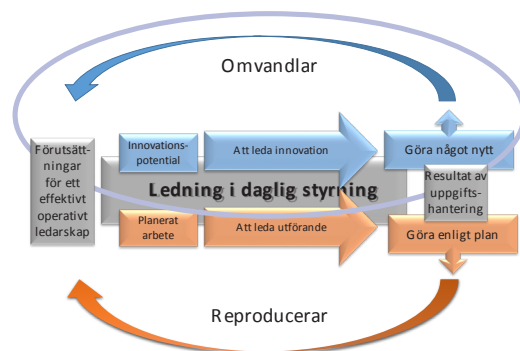 Omvandlar
Förutsätt-
ningar
för ett
effektivt
operativt
ledarskap
Innovations-
potential
Att leda innovation
Göra något nytt
Ledning i daglig styrning
Resultat av
uppgifts-
hantering
Planerat
arbete
Att leda utförande
Göra enligt plan
Reproducerar